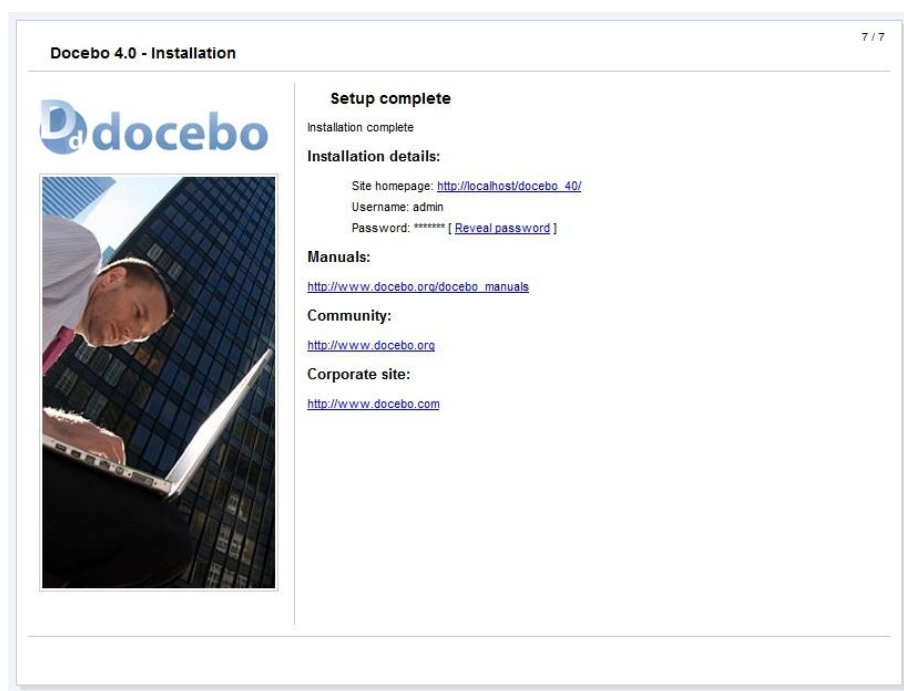 7 / 7
Docebo 4.0 - Installation
Dd docebo
Setup complete
Installation complete
Installation details:
Site homepage: http://localhost/docebo_40/
Username: admin
Password: ******* [ Reveal password ]
Manuals:
http://www.docebo.org/docebo_manuals
Community:
http://www.docebo.org
Corporate site:
http://www.docebo.com